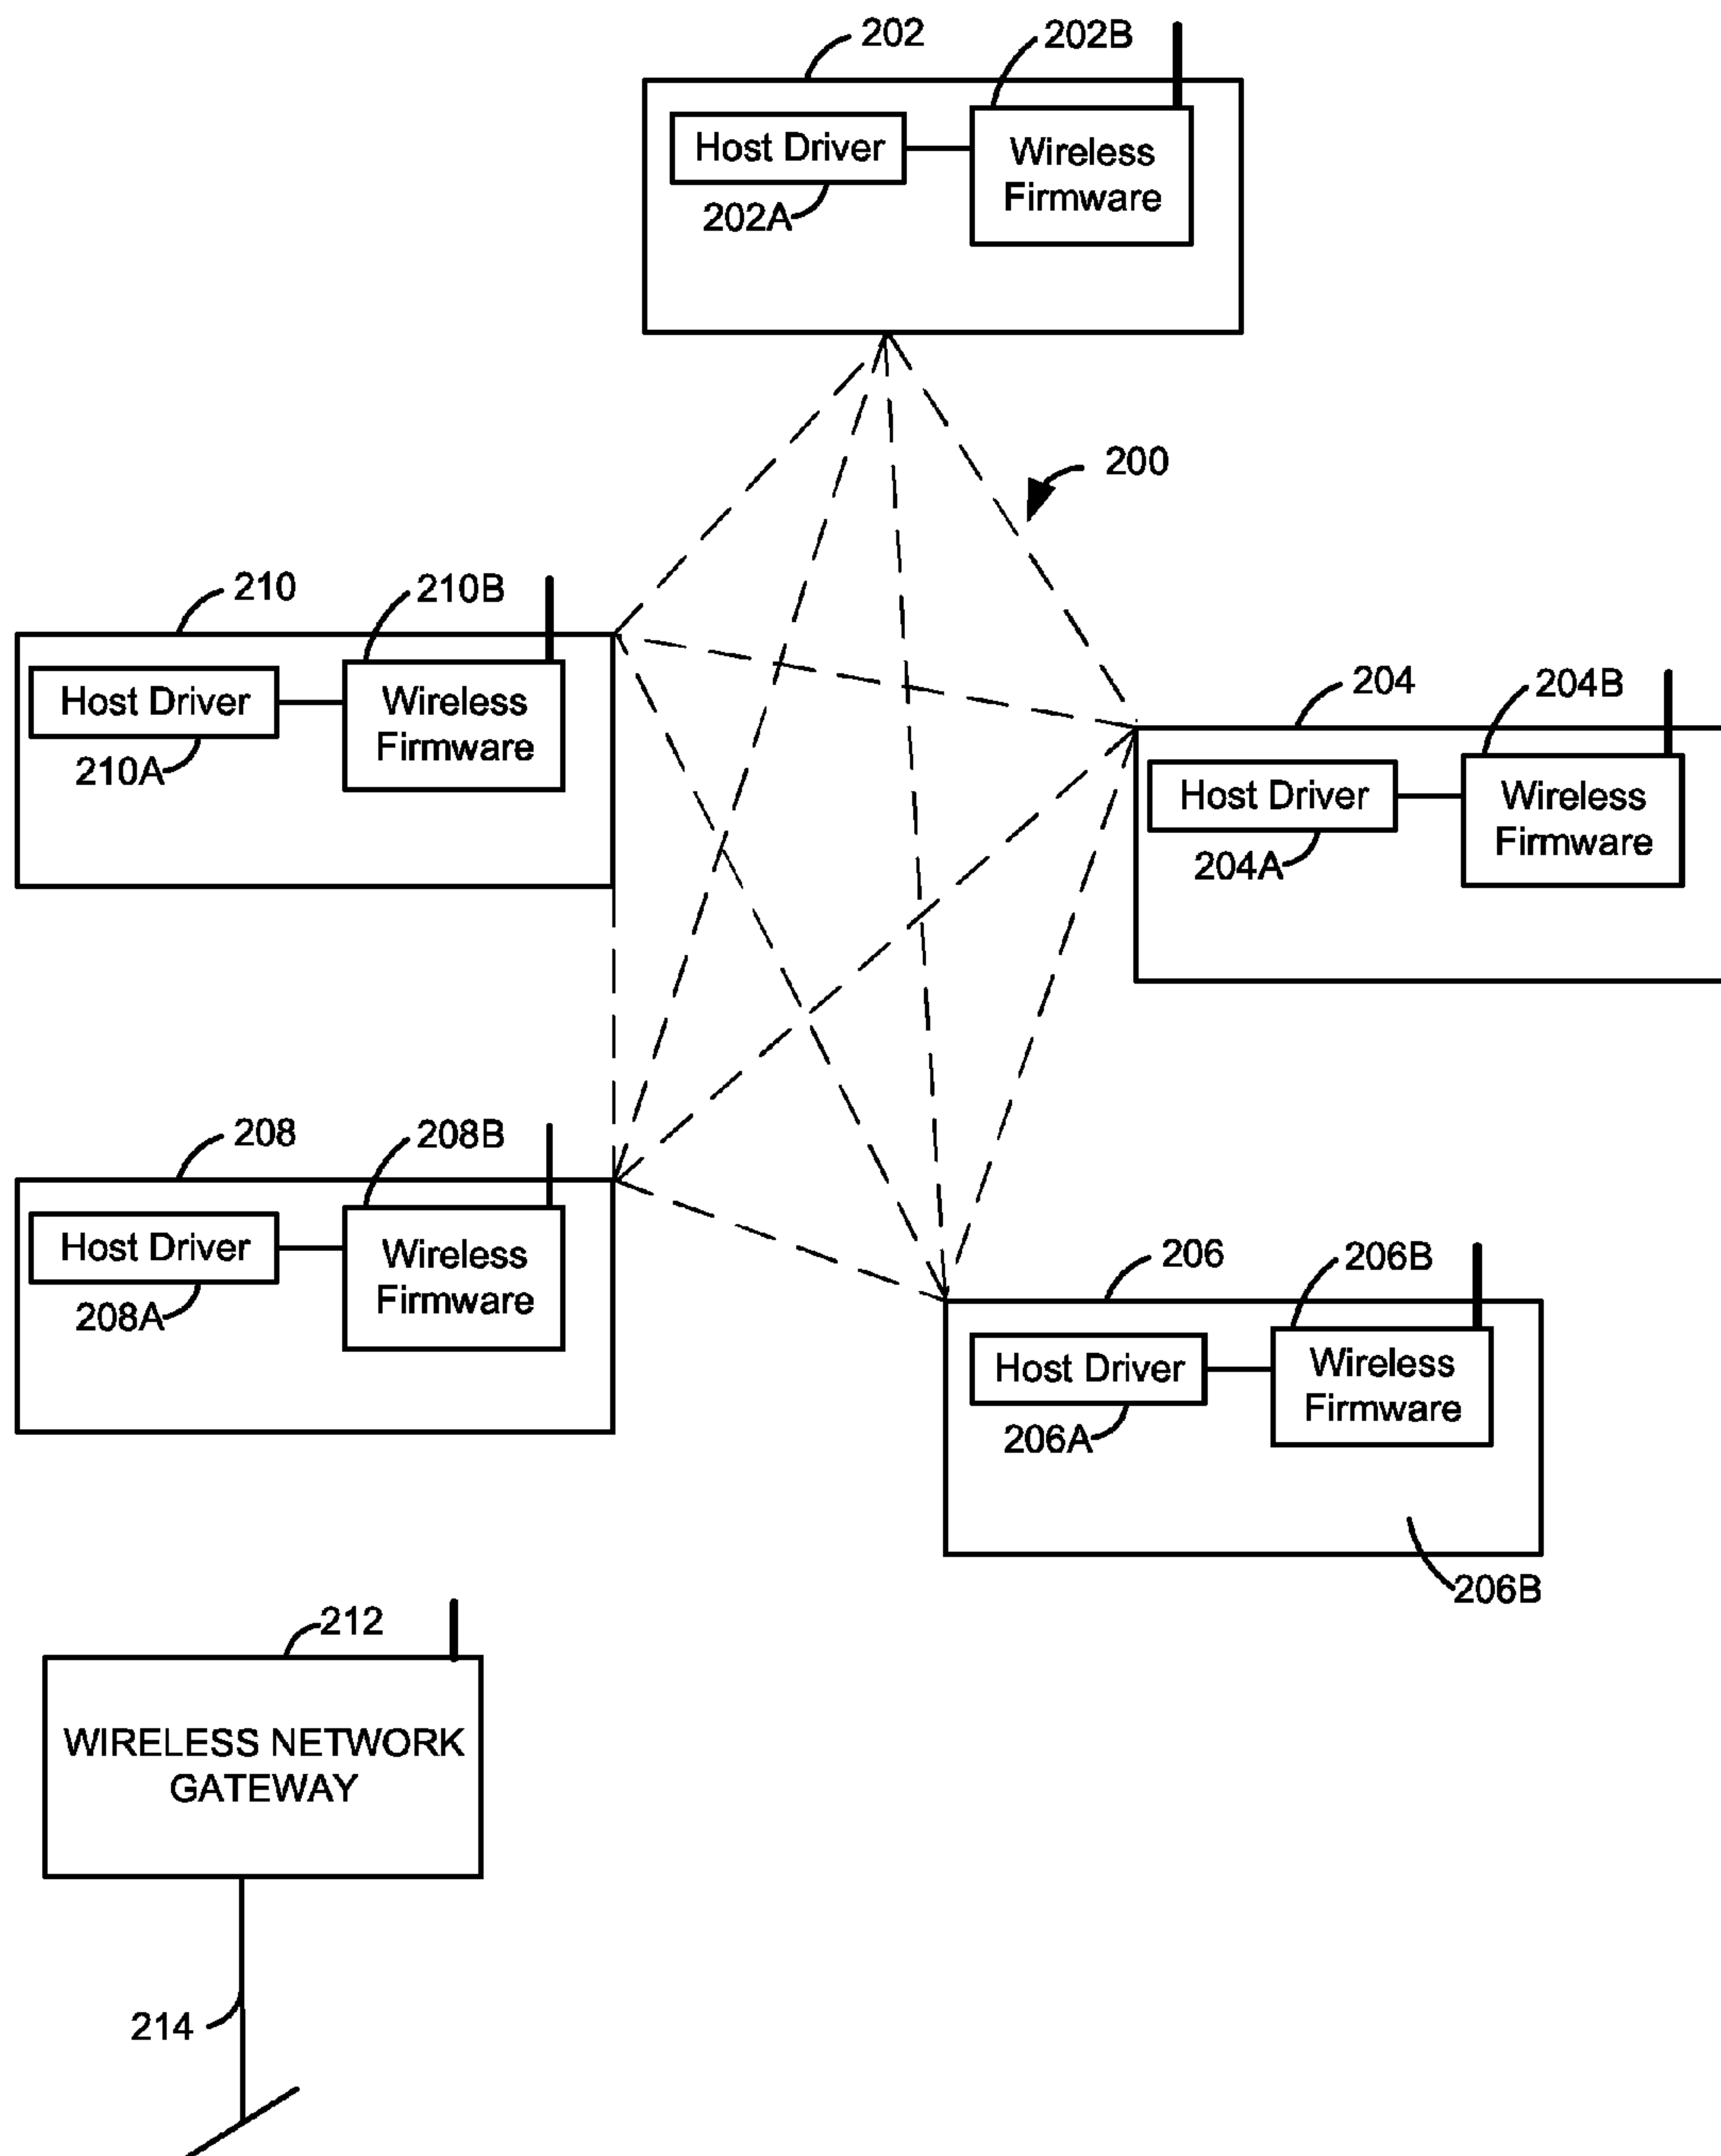 202
202B
Host Driver
Wireless
Firmware
202A
200
210
210B
Host Driver
Wireless
Firmware
210A
204
204B
Host Driver
Wireless
Firmware
204A
208
208B
Host Driver
Wireless
Firmware
208A
206
206B
Host Driver
Wireless
Firmware
206A
206B
212
WIRELESS NETWORK
GATEWAY
214